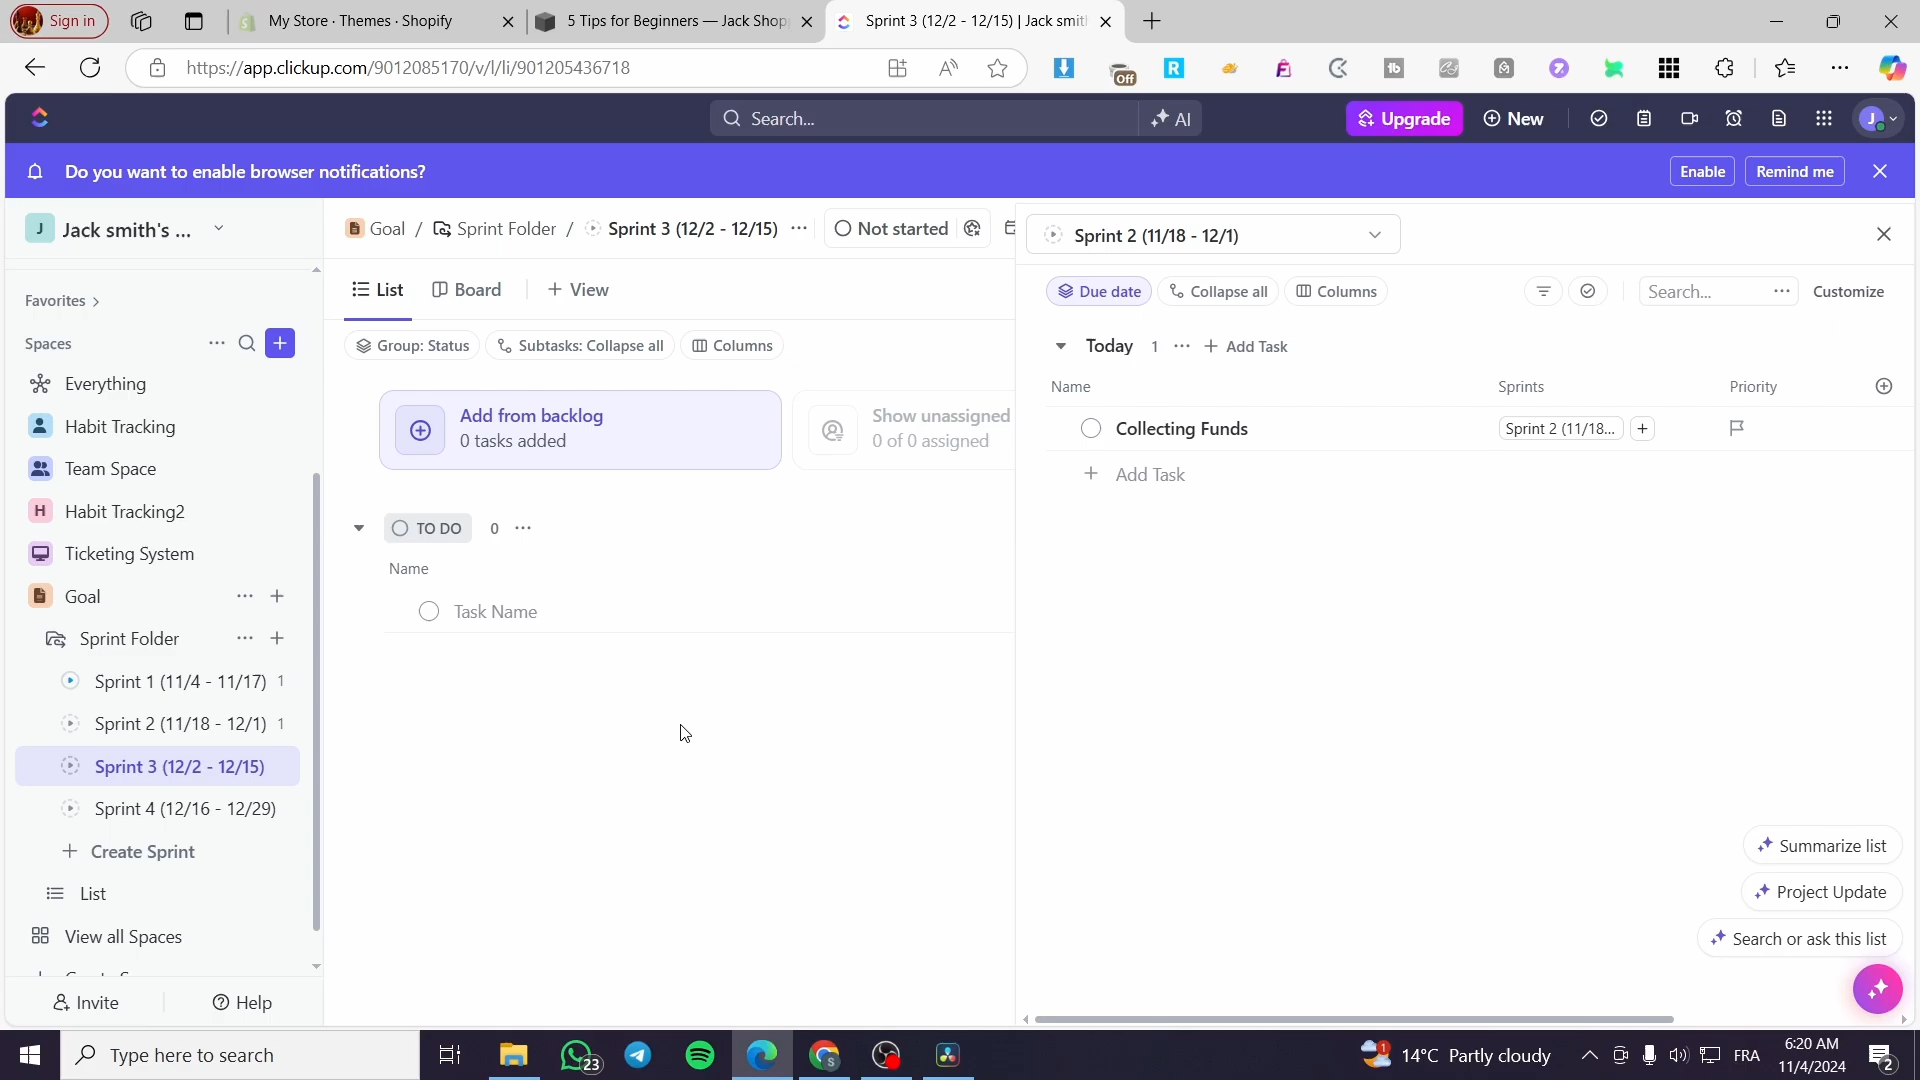 Sign in
My Store · Themes · Shopify
5 Tips for Beginners — Jack Shop
Sprint 3 (12/2 - 12/15) | Jack smit
https://app.clickup.com/9012085170/v/l/li/901205436718
Off
Search...
AI
Upgrade
New
J
Do you want to enable browser notifications?
Enable
Remind me
J
Jack smith's ...
Favorites
Spaces
Everything
Habit Tracking
Team Space
H
Habit Tracking2
Ticketing System
Goal
Sprint Folder
Sprint 1 (11/4 - 11/17) 1
Sprint 2 (11/18 - 12/1) 1
Sprint 3 (12/2 - 12/15)
Sprint 4 (12/16 - 12/29)
Create Sprint
List
View all Spaces
Invite
Help
Goal / Sprint Folder / Sprint 3 (12/2 - 12/15)
Not started
List
Board
View
Group: Status
Subtasks: Collapse all
Columns
Add from backlog
0 tasks added
Show unassigned
0 of 0 assigned
TO DO 0
Name
Task Name
Sprint 2 (11/18 - 12/1)
Due date
Collapse all
Columns
Search...
Customize
Today 1
Add Task
Name
Sprints
Priority
Collecting Funds
Sprint 2 (11/18...
Add Task
Summarize list
Project Update
Search or ask this list
Type here to search
23
1
14°C Partly cloudy
FRA
6:20 AM
11/4/2024
2